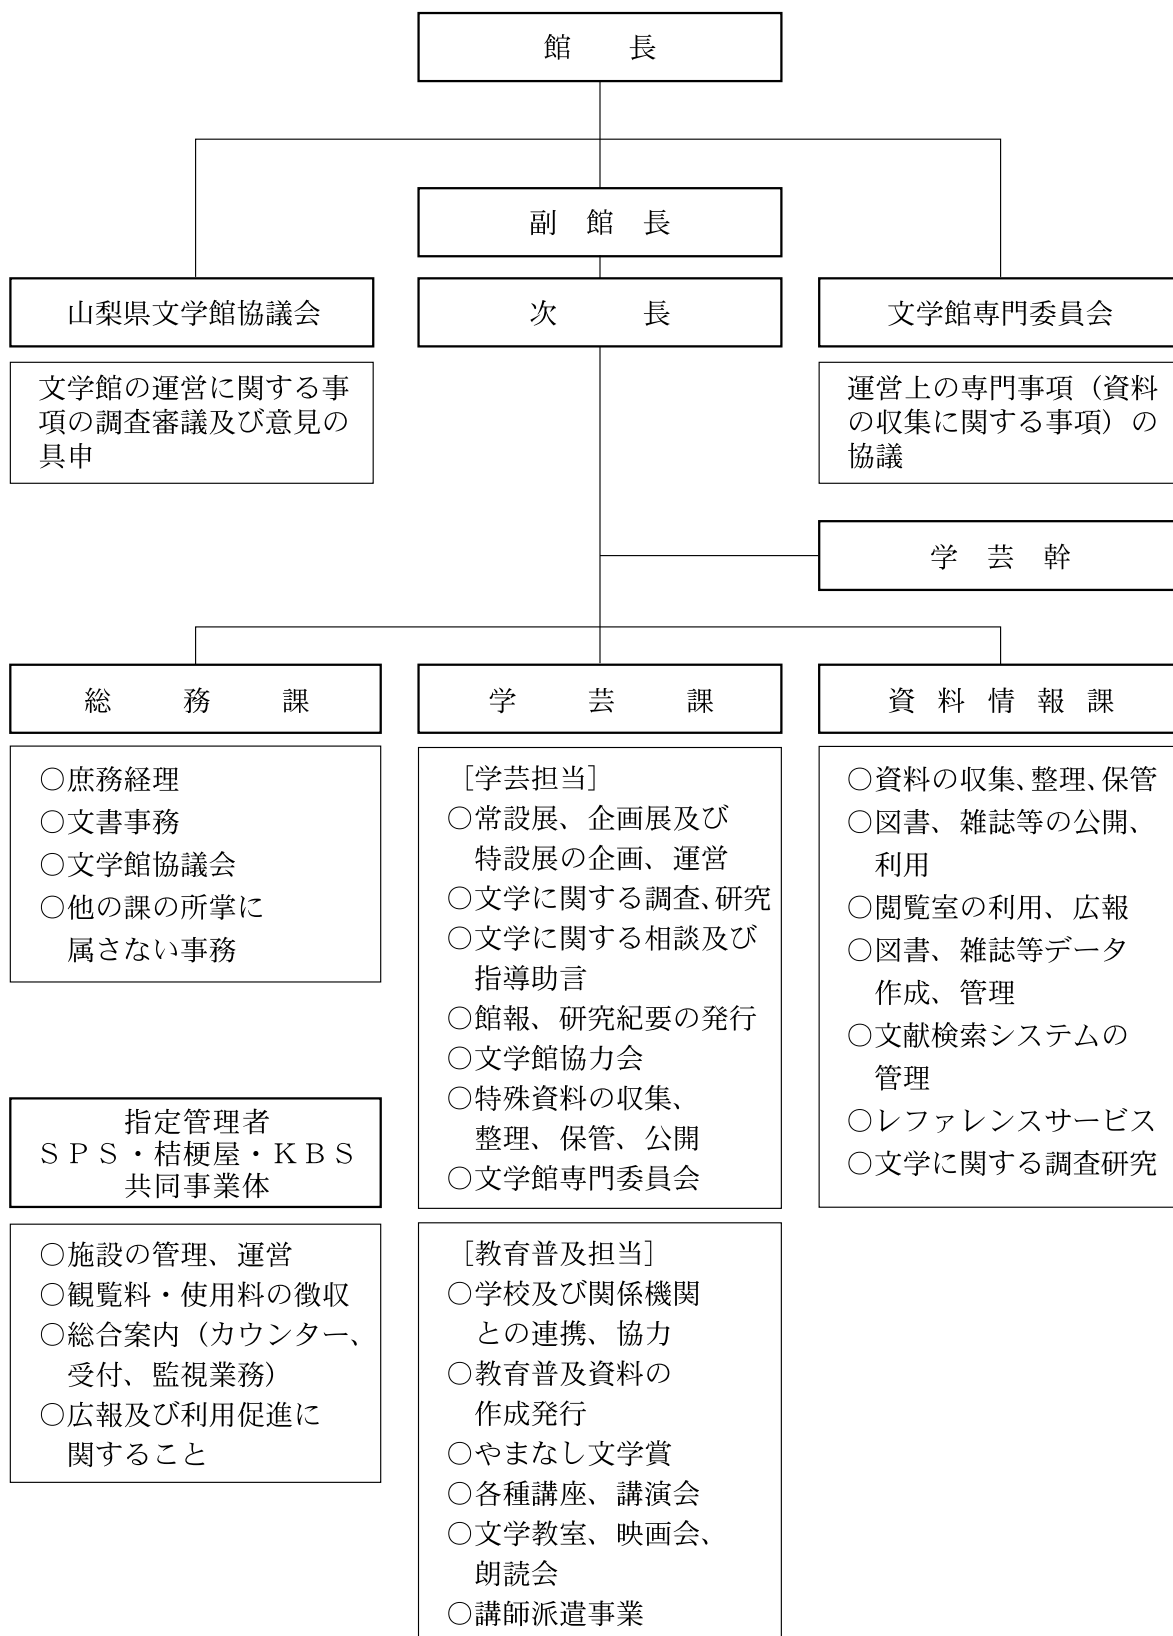 館長
副館長
山梨県文学館協議会
次長
文学館専門委員会
文学館の運営に関する事
項の調査審議及び意見の
具申
運営上の専門事項（資料
の収集に関する事項）の
協議
学芸幹
総務課
○庶務経理
○文書事務
○文学館協議会
○他の課の所掌に
属さない事務
指定管理者
ＳＰＳ・桔梗屋・ＫＢＳ
共同事業体
○施設の管理、運営
○観覧料・使用料の徴収
○総合案内（カウンター、
受付、監視業務）
○広報及び利用促進に
関すること
学芸課
［学芸担当］
○常設展、企画展及び
特設展の企画、運営
○文学に関する調査、研究
○文学に関する相談及び
指導助言
○館報、研究紀要の発行
○文学館協力会
○特殊資料の収集、
整理、保管、公開
○文学館専門委員会
［教育普及担当］
○学校及び関係機関
との連携、協力
○教育普及資料の
作成発行
○やまなし文学賞
○各種講座、講演会
○文学教室、映画会、
朗読会
○講師派遣事業
資料情報課
○資料の収集、整理、保管
○図書、雑誌等の公開、
利用
○閲覧室の利用、広報
○図書、雑誌等データ
作成、管理
○文献検索システムの
管理
○レファレンスサービス
○文学に関する調査研究